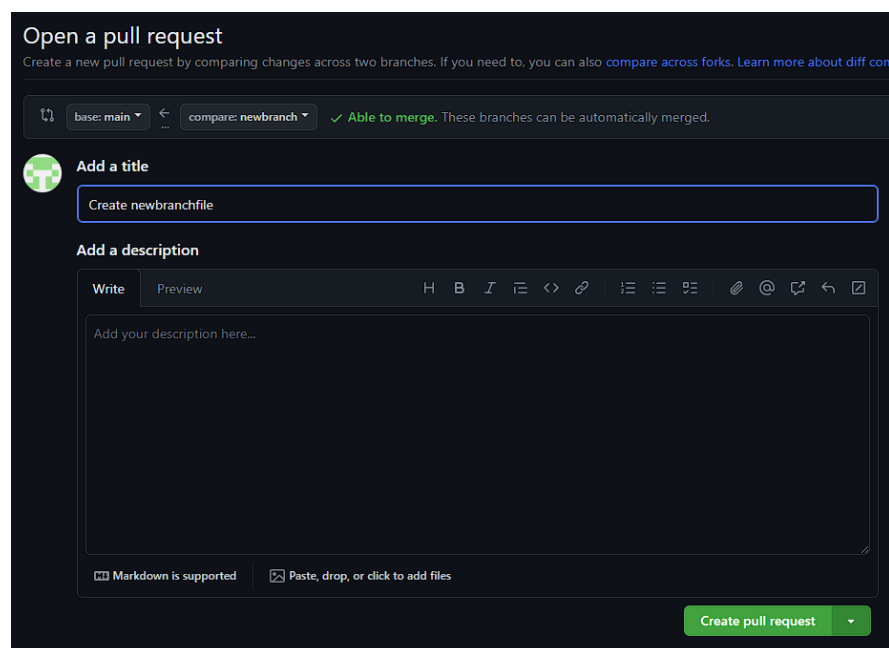 Open a pull request
Create a new pull request by comparing changes across two branches. If you need to, you can also compare across forks. Learn more about diff
base: main ← compare: newbranch ✓ Able to merge. These branches can be automatically merged.
...
Add a title
Create newbranchfile
Add a description
Write Preview H B I <> @
Add your description here...
Markdown is supported Paste, drop, or click to add files
Create pull request